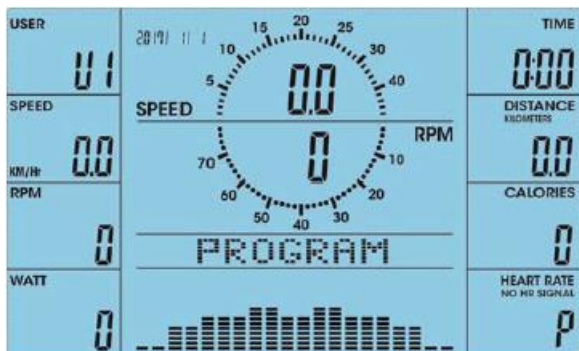 USER
U1
SPEED
KM/Hr 0.0
RPM
0
WATT
0
5 10 15 20 25 30 40
SPEED 0.0
0 RPM
70 60 50 40 30 20 10
PROGRAM
TIME
0:00
DISTANCE
KILOMETERS
0.0
CALORIES
0
HEART RATE
NO HR SIGNAL
P